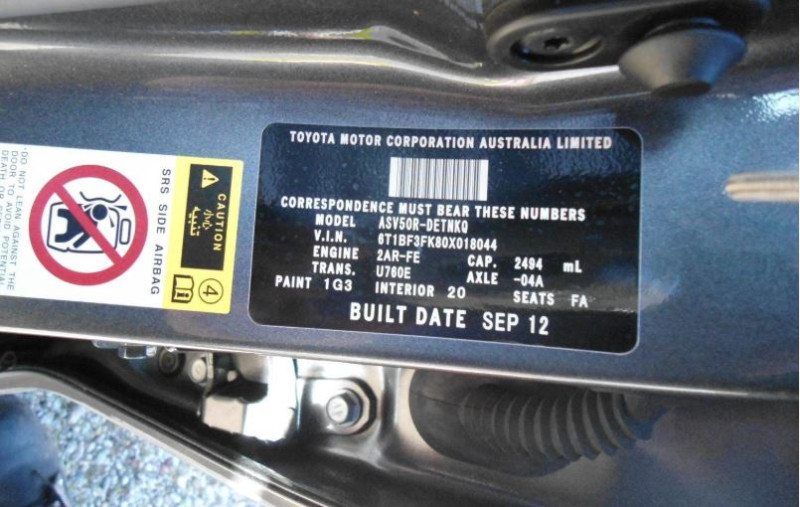 TOYOTA MOTOR CORPORATION AUSTRALIA LIMITED
CORRESPONDENCE MUST BEAR THESE NUMBERS
MODEL ASV50R-DETNKQ
V.I.N. 6T1BF3FK80X018044
ENGINE 2AR-FE CAP. 2494 mL
TRANS. U760E AXLE -04A
PAINT 1G3 INTERIOR 20 SEATS FA
BUILT DATE SEP 12
CAUTION
تنبيه
4
SRS SIDE AIRBAG
DO NOT LEAN AGAINST THE
DOOR TO AVOID POTENTIAL
DEATH OR